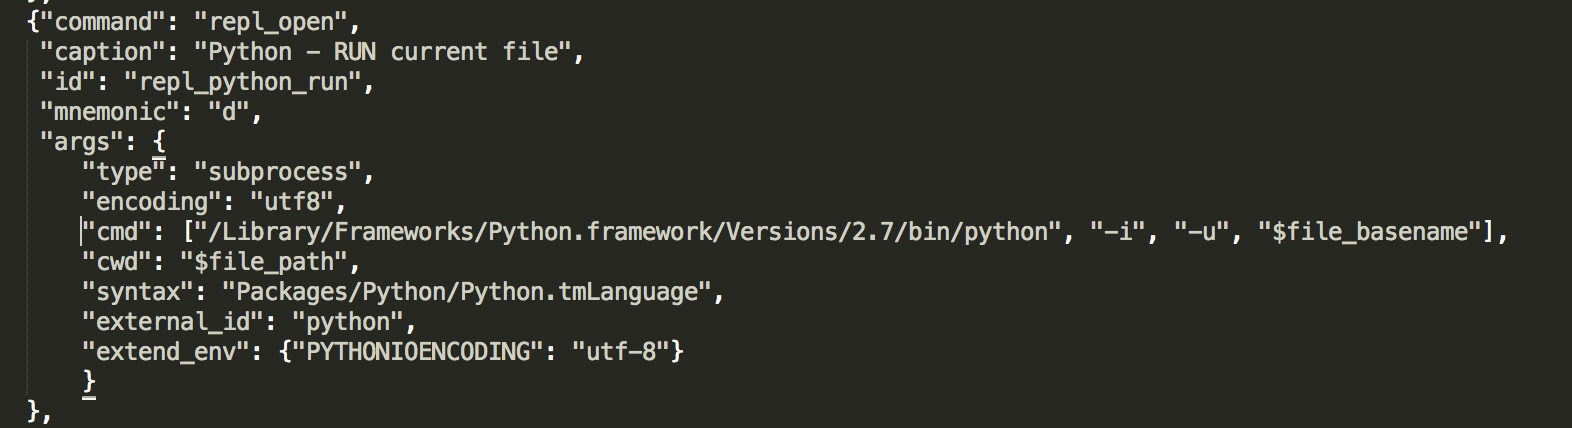 {"command": "repl_open",
"caption": "Python - RUN current file",
"id": "repl_python_run",
"mnemonic": "d",
"args": {
"type": "subprocess",
"encoding": "utf8",
"cmd": ["/Library/Frameworks/Python.framework/Versions/2.7/bin/python", "-i", "-u", "$file_basename"],
"cwd": "$file_path",
"syntax": "Packages/Python/Python.tmLanguage",
"external_id": "python",
"extend_env": {"PYTHONIOENCODING": "utf-8"}
}
},